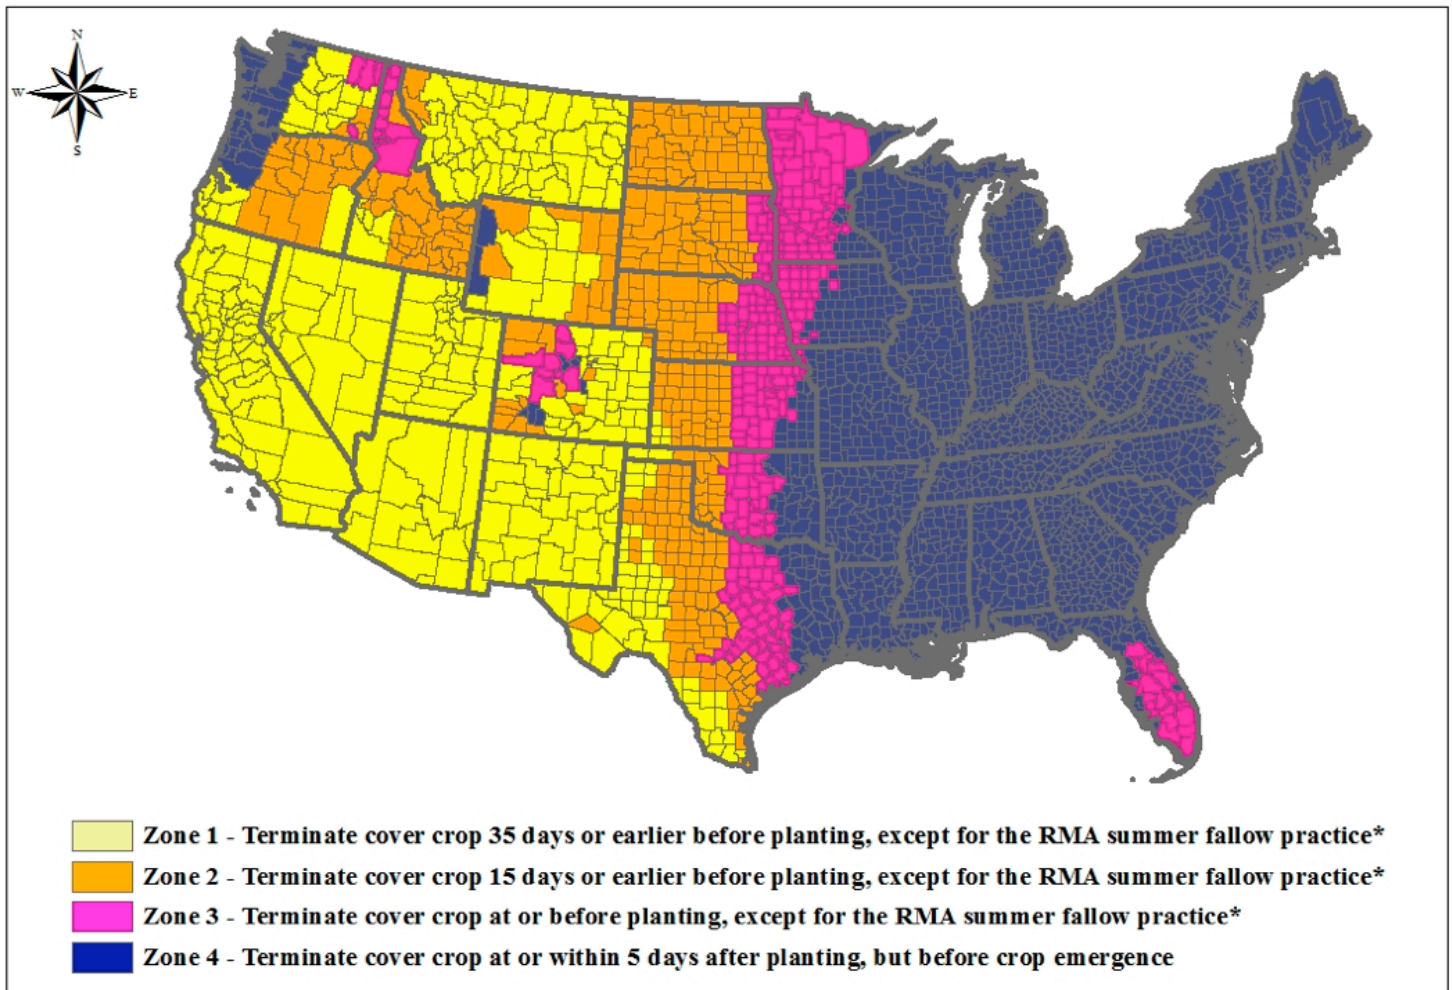 N
W
E
S
Zone 1 - Terminate cover crop 35 days or earlier before planting, except for the RMA summer fallow practice*
Zone 2 - Terminate cover crop 15 days or earlier before planting, except for the RMA summer fallow practice*
Zone 3 - Terminate cover crop at or before planting, except for the RMA summer fallow practice*
Zone 4 - Terminate cover crop at or within 5 days after planting, but before crop emergence